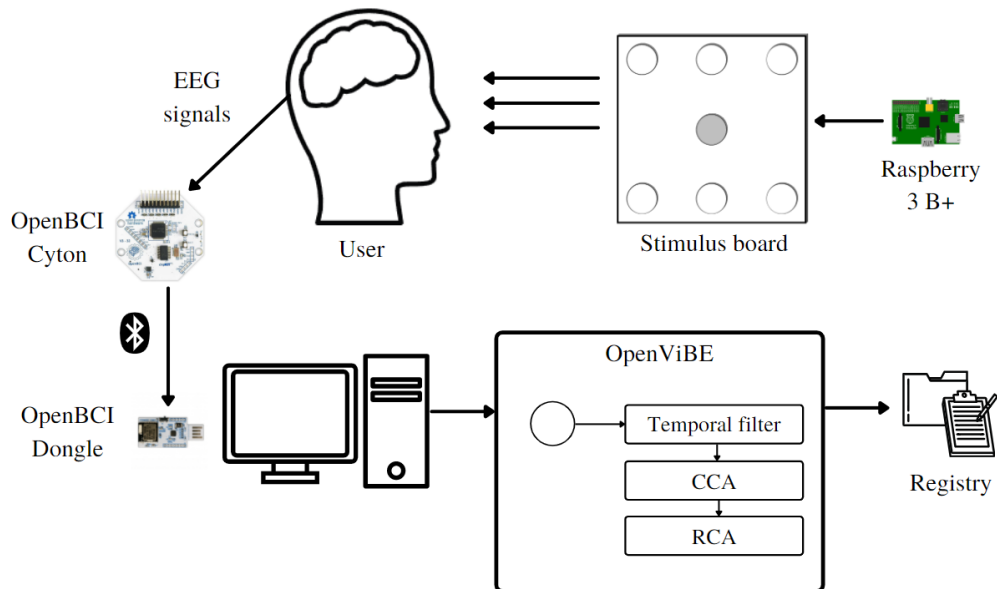 EEG
signals
OpenBCI
Cyton
User
Stimulus board
Raspberry
3 B+
OpenBCI
Dongle
OpenViBE
Temporal filter
CCA
RCA
Registry